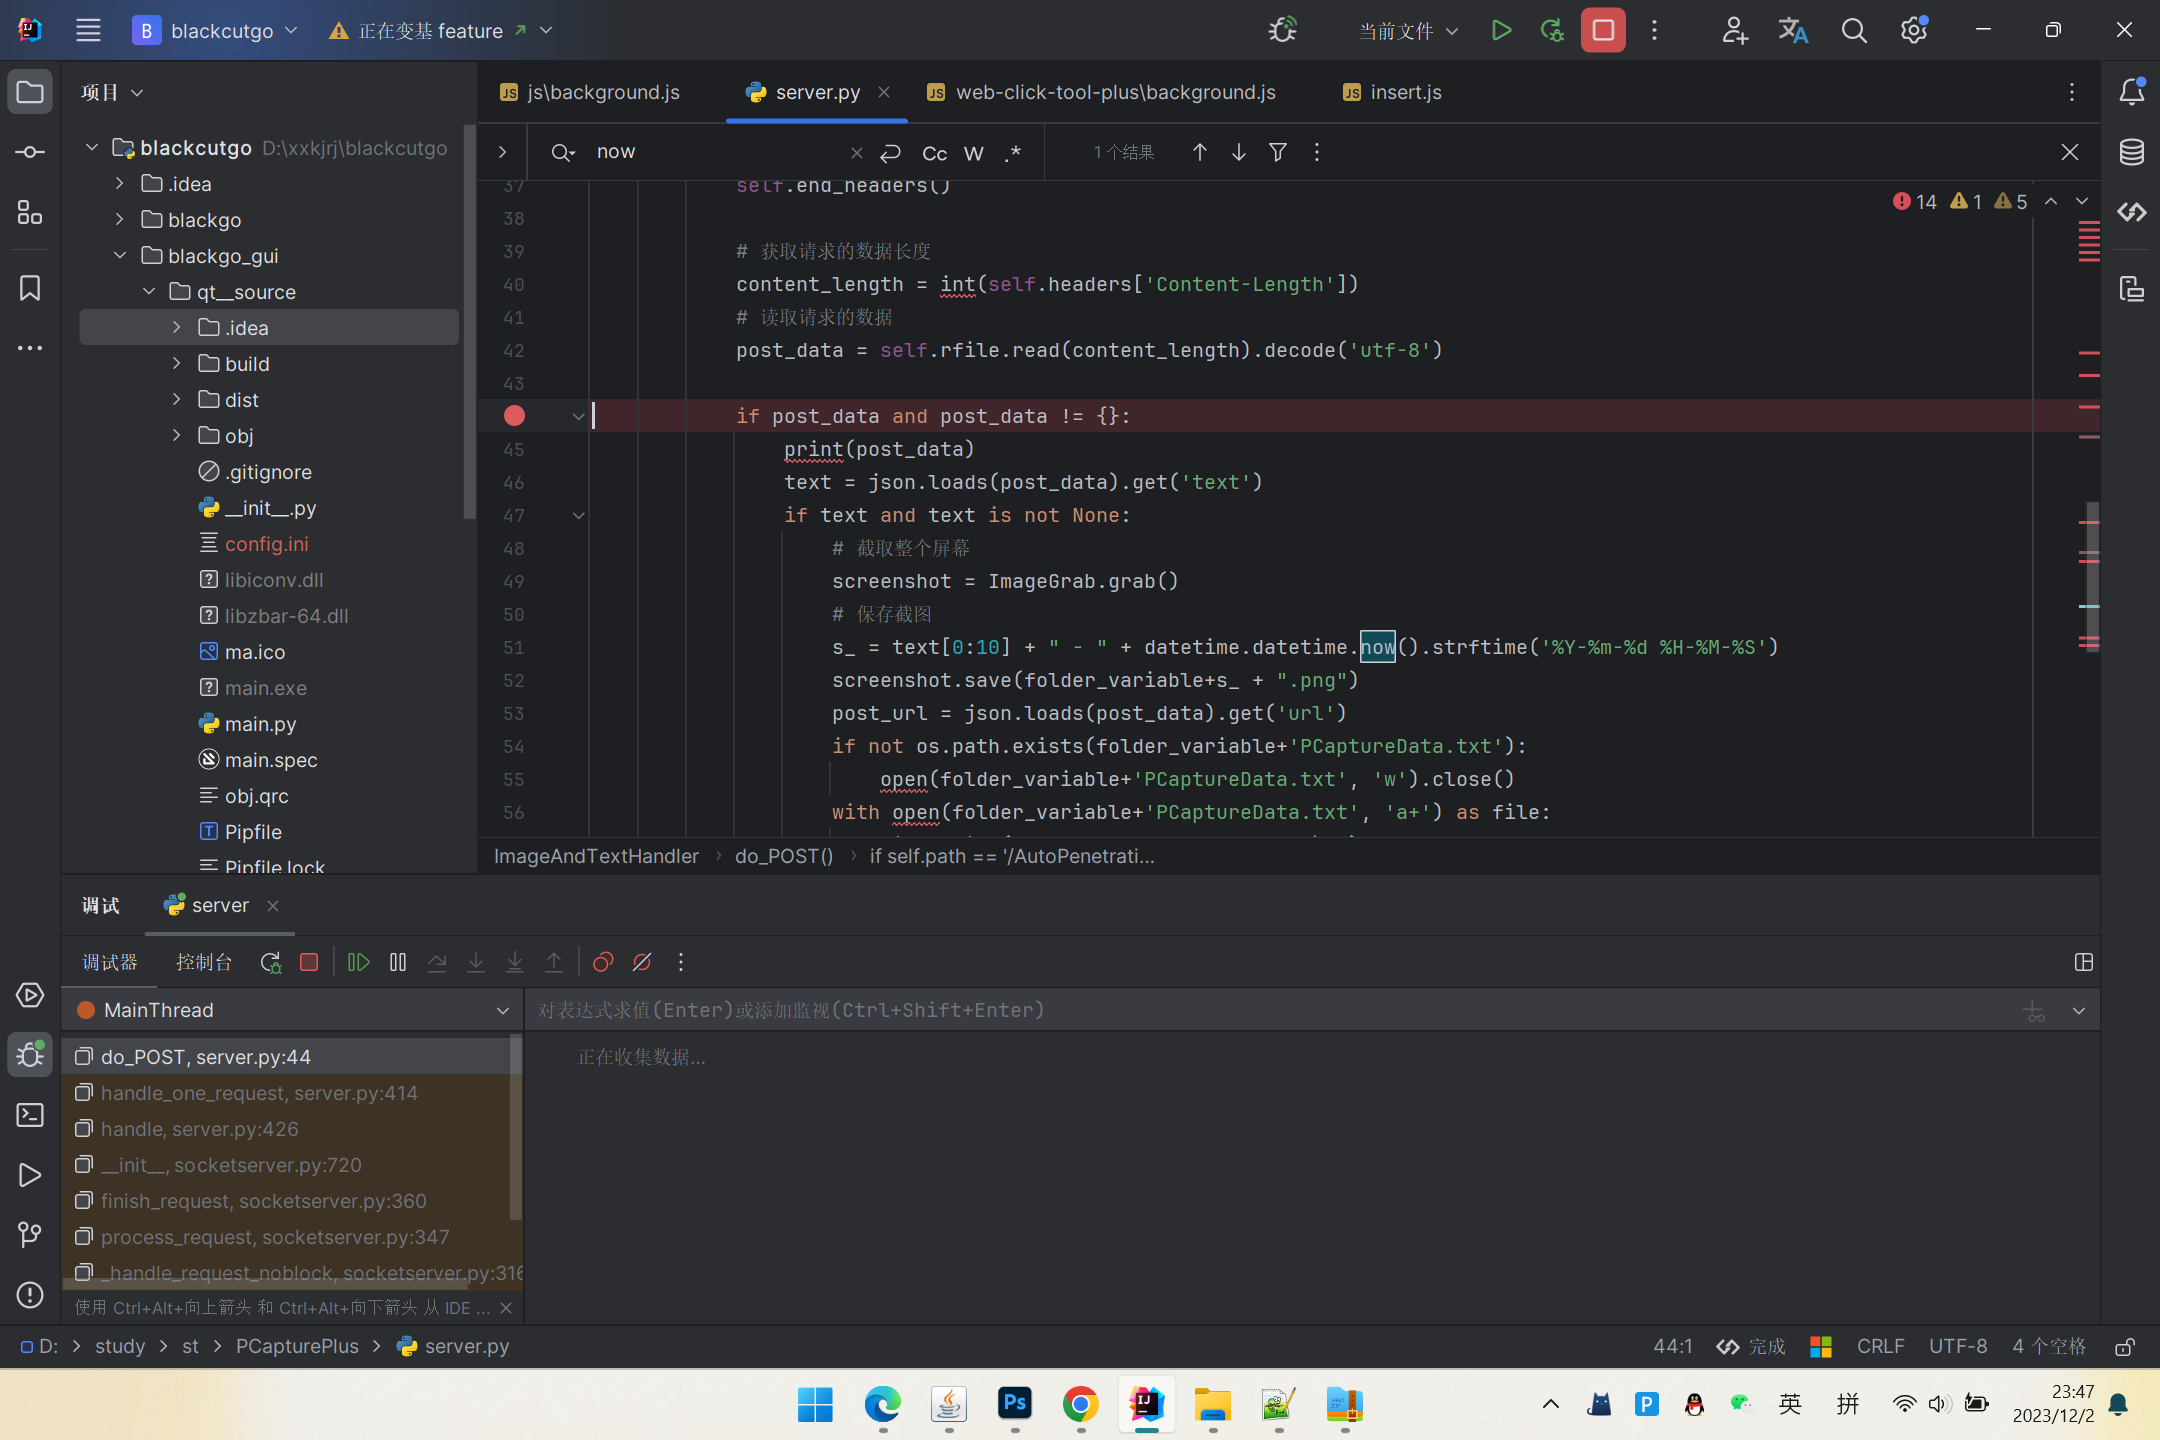 B blackcutgo 正在变基 feature
当前文件
项目
js\background.js
server.py
web-click-tool-plus\background.js
insert.js
now
Cc W .*
1 个结果
blackcutgo D:\xxkjrj\blackcutgo
.idea
blackgo
blackgo_gui
qt__source
.idea
build
dist
obj
.gitignore
__init__.py
config.ini
libiconv.dll
libzbar-64.dll
ma.ico
main.exe
main.py
main.spec
obj.qrc
Pipfile
Pipfile.lock
14 1 5
37 self.end_headers()
38
39 # 获取请求的数据长度
40 content_length = int(self.headers['Content-Length'])
41 # 读取请求的数据
42 post_data = self.rfile.read(content_length).decode('utf-8')
43
if post_data and post_data != {}:
45 print(post_data)
46 text = json.loads(post_data).get('text')
47 if text and text is not None:
48 # 截取整个屏幕
49 screenshot = ImageGrab.grab()
50 # 保存截图
51 s_ = text[0:10] + " - " + datetime.datetime.now().strftime('%Y-%m-%d %H-%M-%S')
52 screenshot.save(folder_variable+s_ + ".png")
53 post_url = json.loads(post_data).get('url')
54 if not os.path.exists(folder_variable+'PCaptureData.txt'):
55 open(folder_variable+'PCaptureData.txt', 'w').close()
56 with open(folder_variable+'PCaptureData.txt', 'a+') as file:
ImageAndTextHandler do_POST() if self.path == '/AutoPenetrati...
调试 server
调试器 控制台
MainThread
对表达式求值(Enter)或添加监视(Ctrl+Shift+Enter)
do_POST, server.py:44
handle_one_request, server.py:414
handle, server.py:426
__init__, socketserver.py:720
finish_request, socketserver.py:360
process_request, socketserver.py:347
_handle_request_noblock, socketserver.py:316
使用 Ctrl+Alt+向上箭头 和 Ctrl+Alt+向下箭头 从 IDE ...
正在收集数据...
D: study st PCapturePlus server.py
44:1 完成 CRLF UTF-8 4 个空格
英 拼
23:47
2023/12/2